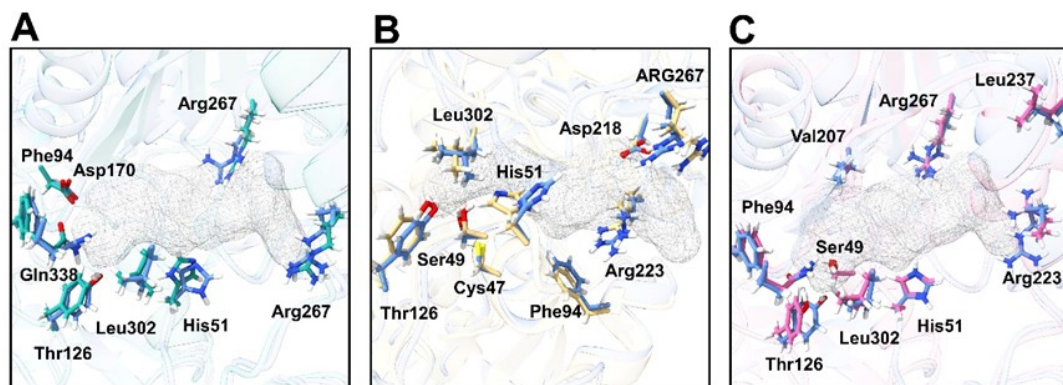 A
Arg267
Phe94
Asp170
Gln338
Leu302
His51
Arg267
Thr126
B
ARG267
Leu302
Asp218
His51
Ser49
Cys47
Arg223
Thr126
Phe94
C
Leu237
Arg267
Val207
Phe94
Ser49
Arg223
Leu302
His51
Thr126